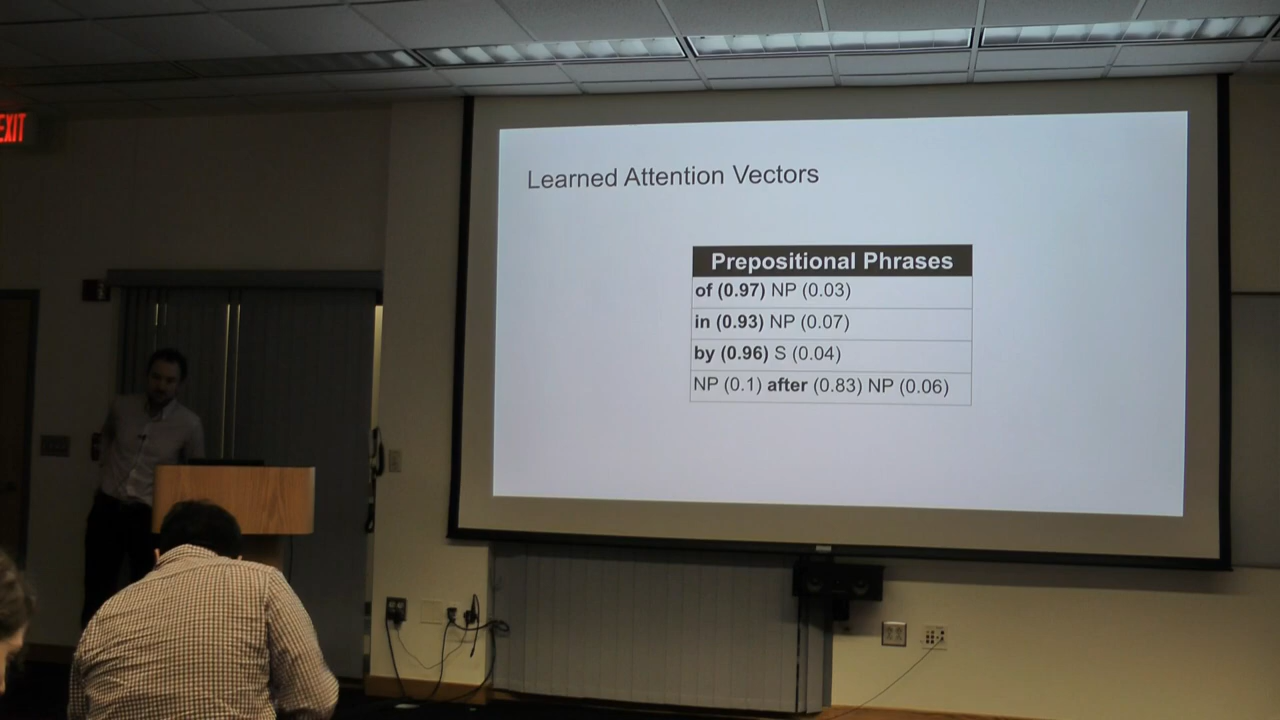 EXIT
Learned Attention Vectors
Prepositional Phrases
of (0.97) NP (0.03)
in (0.93) NP (0.07)
by (0.96) S (0.04)
NP (0.1) after (0.83) NP (0.06)